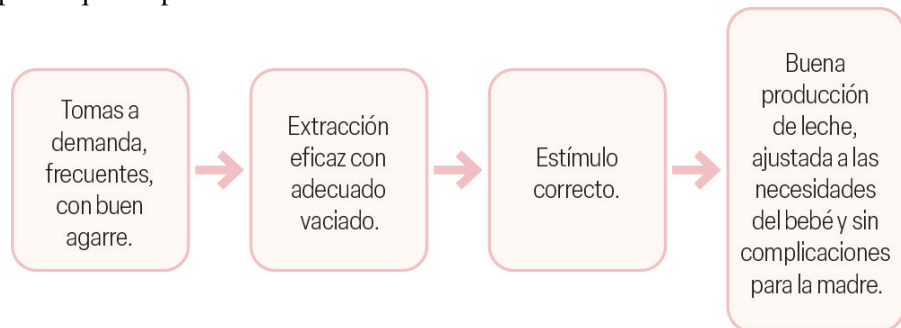 Tomas a
demanda,
frecuentes,
con buen
agarre.
Extracción
eficaz con
adecuado
vaciado.
Estímulo
correcto.
Buena
producción
de leche,
ajustada a las
necesidades
del bebé y sin
complicaciones
para la madre.